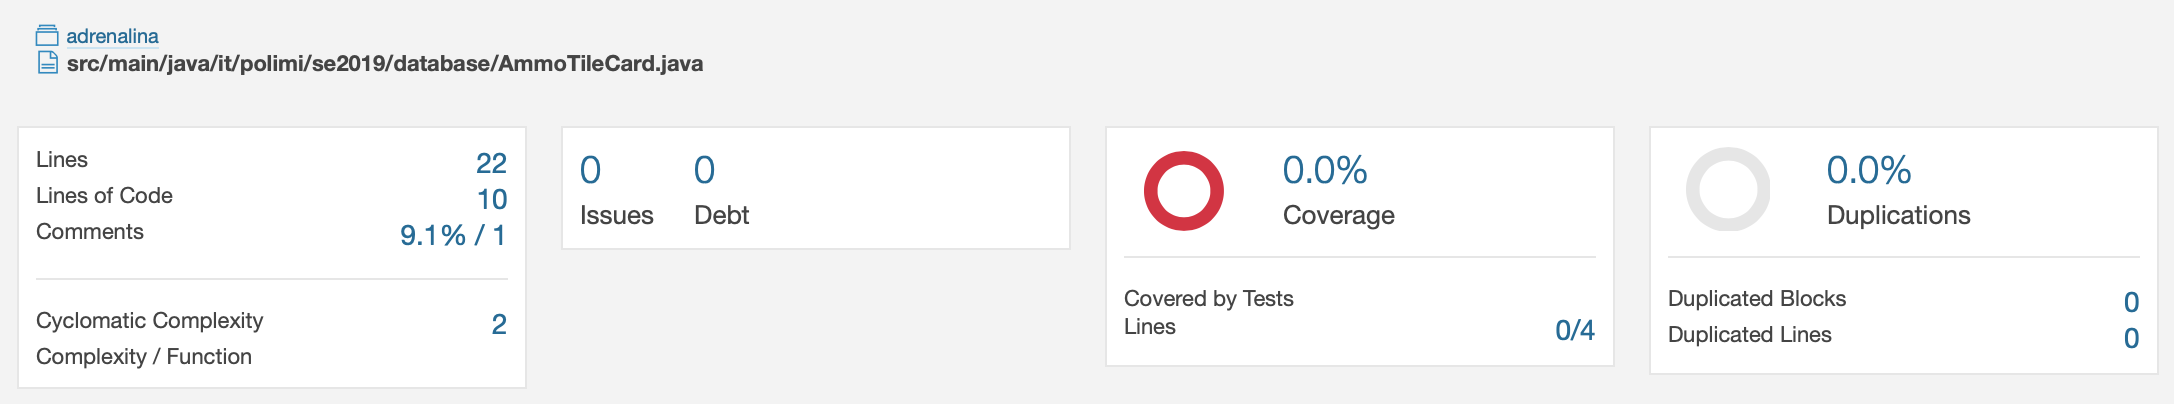 adrenalina
src/main/java/it/polimi/se2019/database/AmmoTileCard.java
Lines 22
Lines of Code 10
Comments 9.1% / 1
Cyclomatic Complexity 2
Complexity / Function
0 0
Issues Debt
0.0%
Coverage
Covered by Tests
Lines 0/4
0.0%
Duplications
Duplicated Blocks 0
Duplicated Lines 0